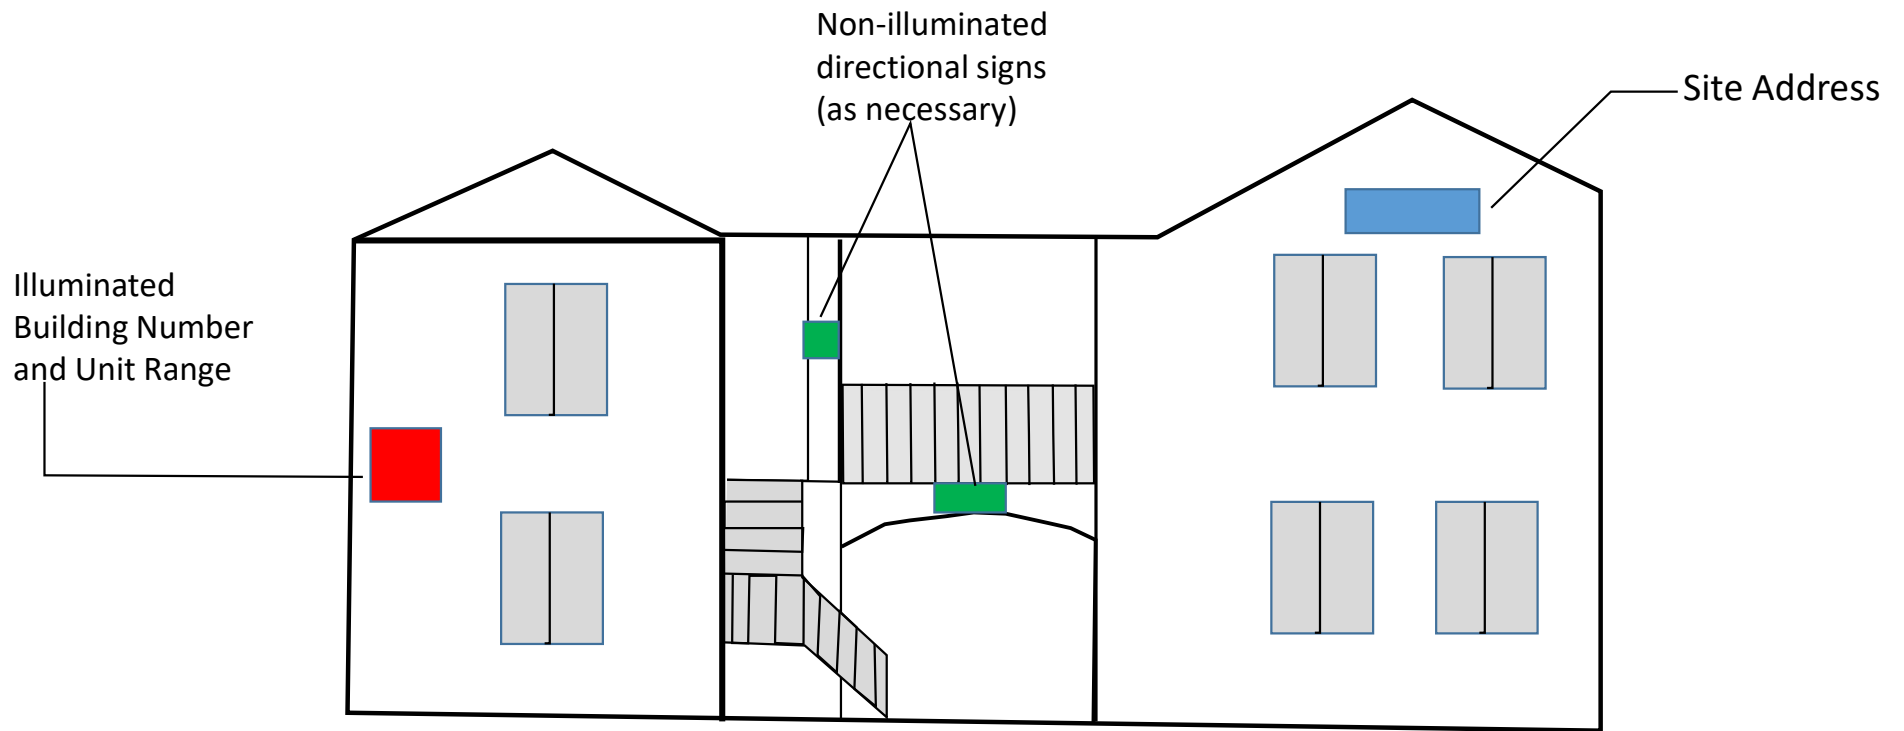 Non-illuminated
directional signs
(as necessary)
Site Address
Illuminated
Building Number
and Unit Range